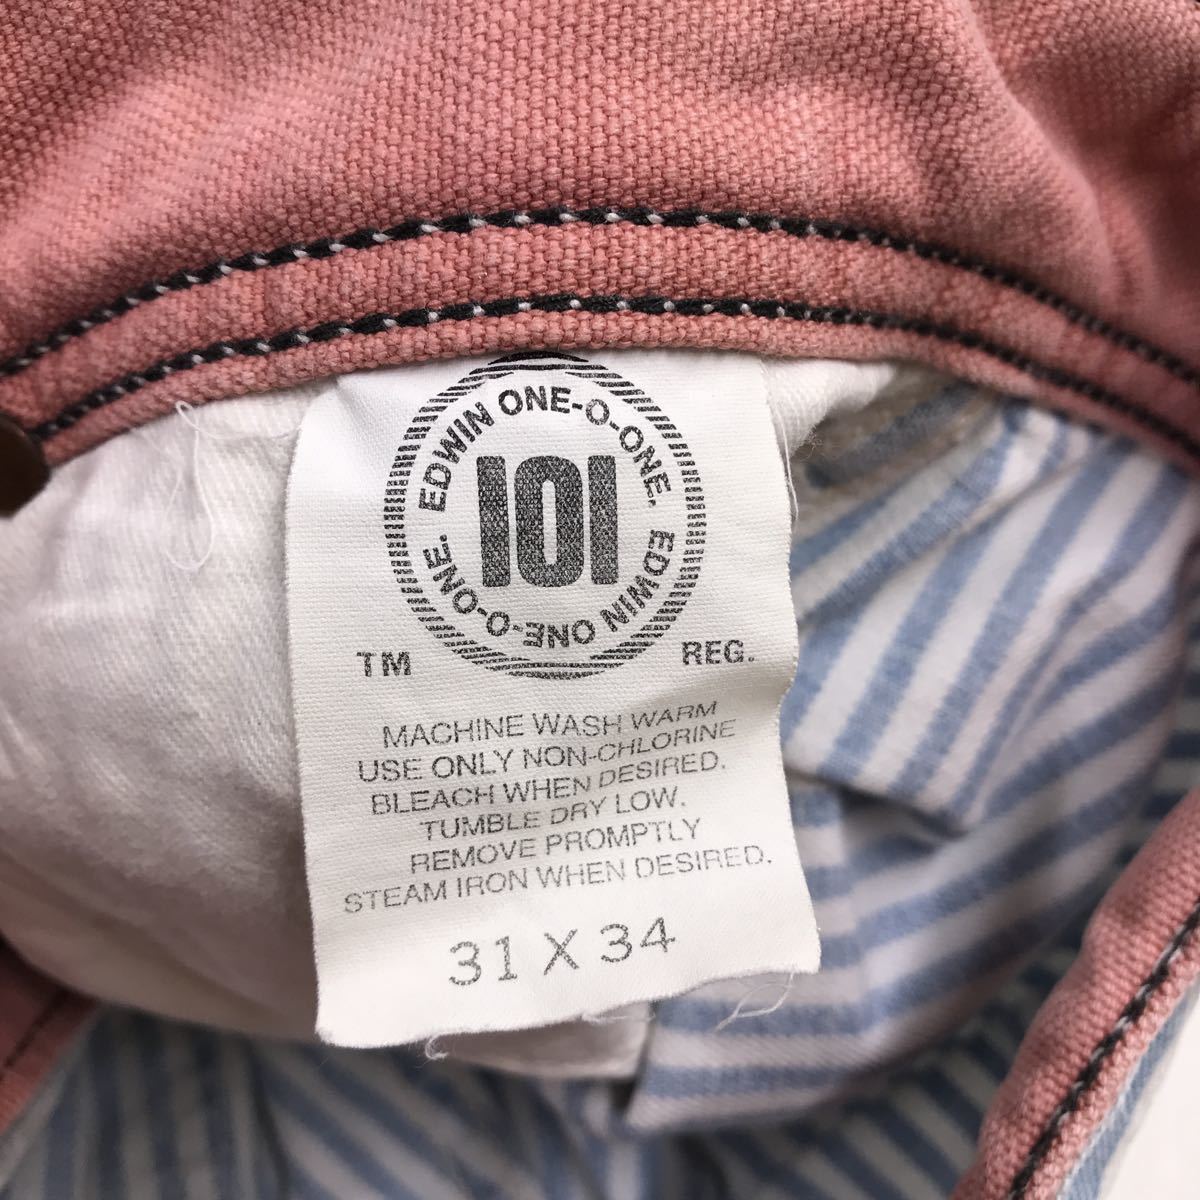 EDWIN ONE-O-ONE. EDWIN ONE-O-ONE.
101
TM
REG.
MACHINE WASH WARM
USE ONLY NON-CHLORINE
BLEACH WHEN DESIRED.
TUMBLE DRY LOW.
REMOVE PROMPTLY
STEAM IRON WHEN DESIRED.
31 X 34